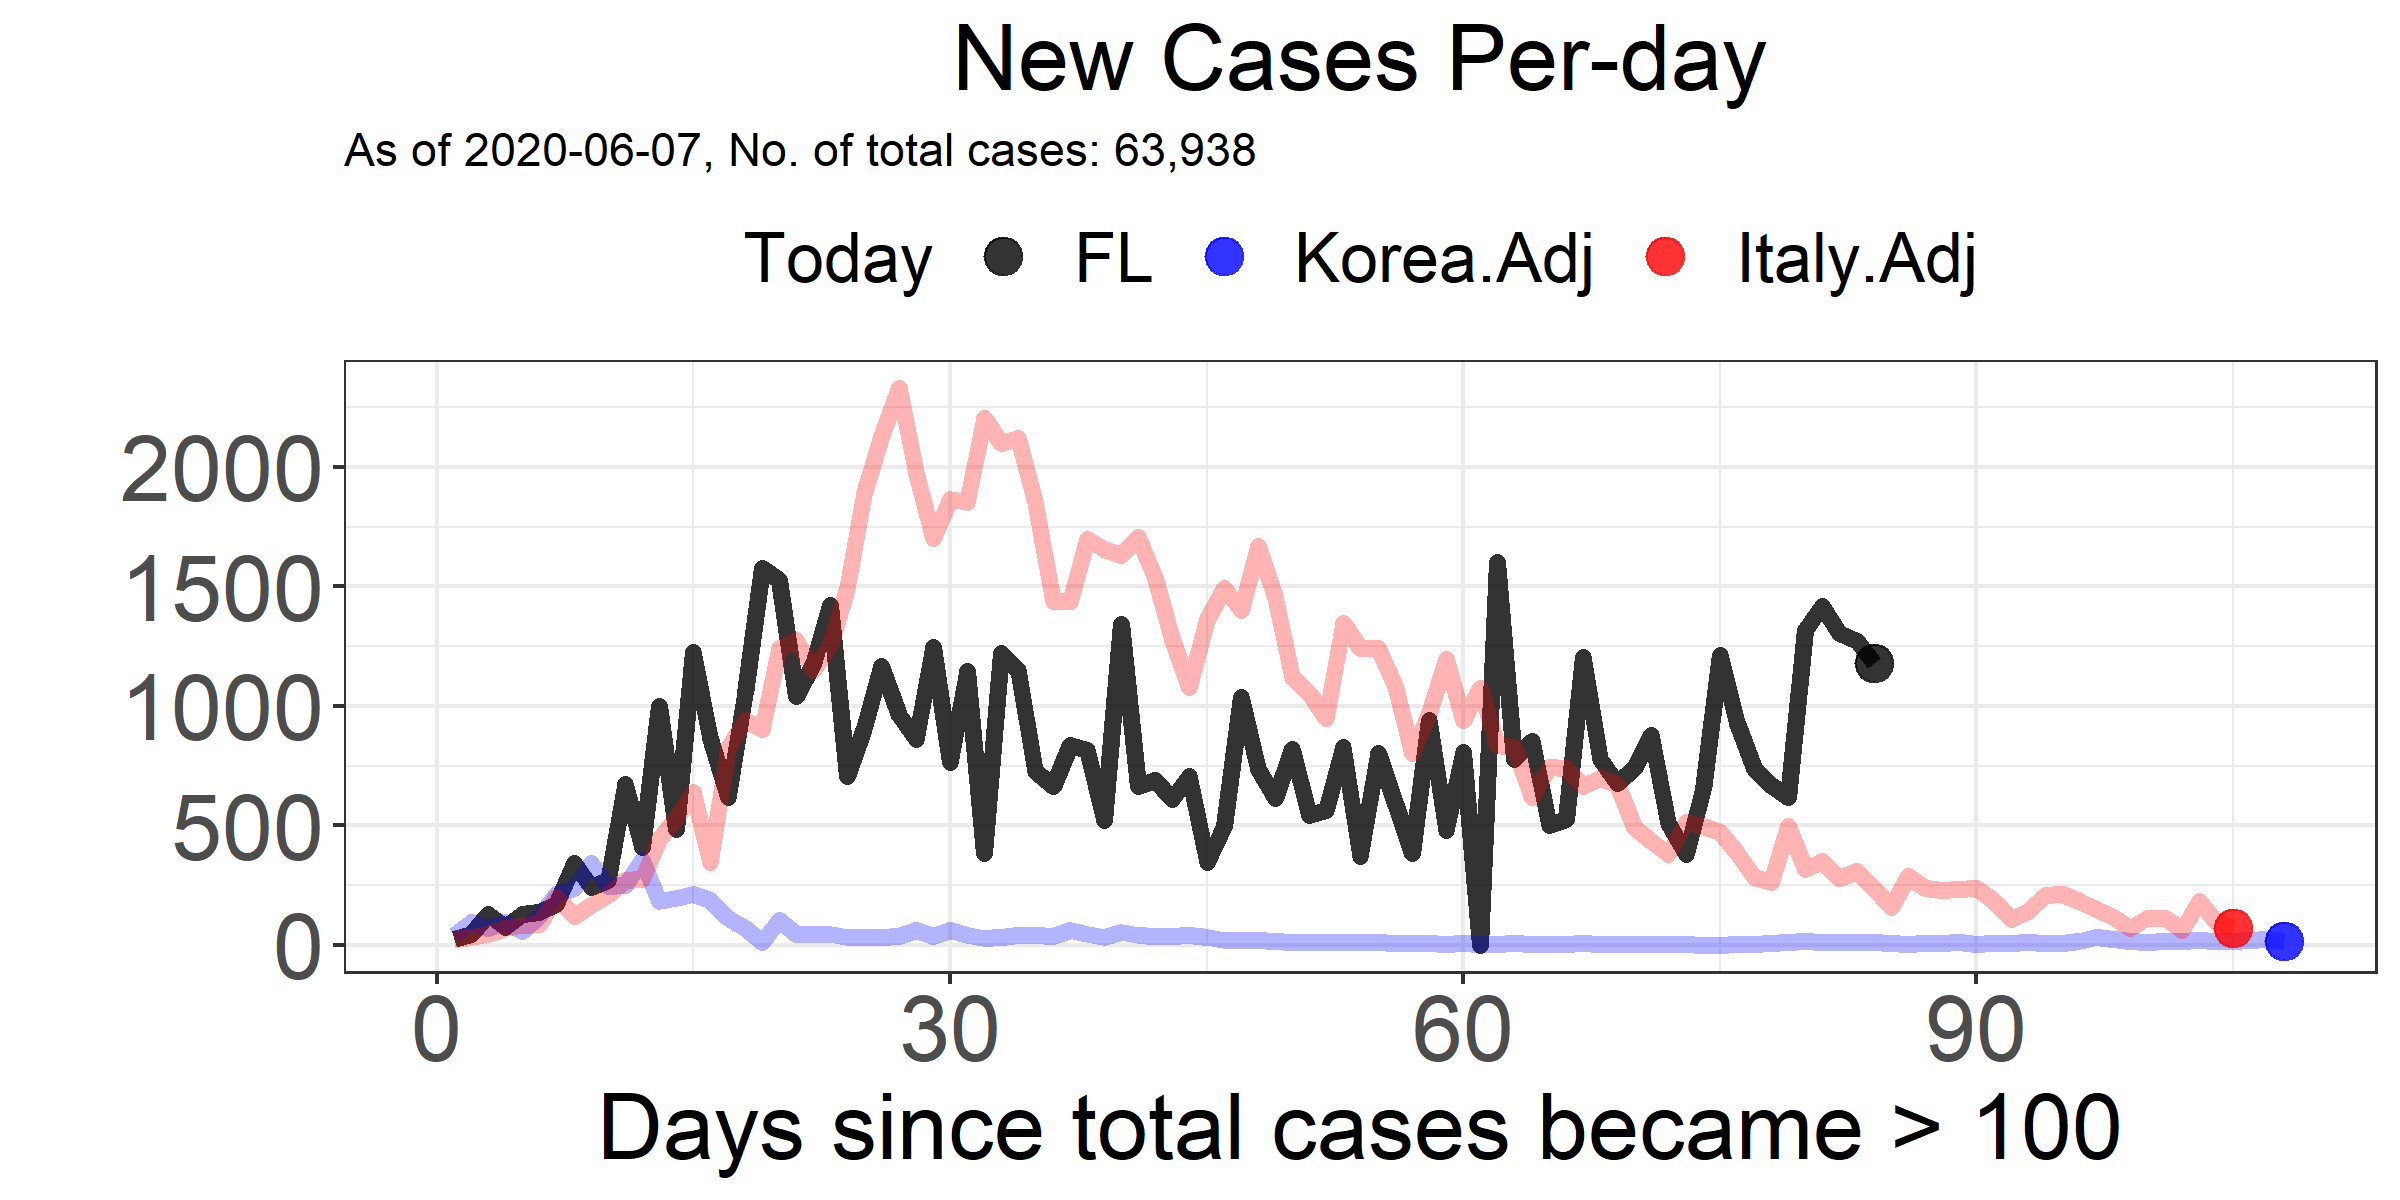 New Cases Per-day
As of 2020-06-07, No. of total cases: 63,938
Today FL Korea.Adj Italy.Adj
2000
1500
1000
500
0
0 30 60 90
Days since total cases became > 100